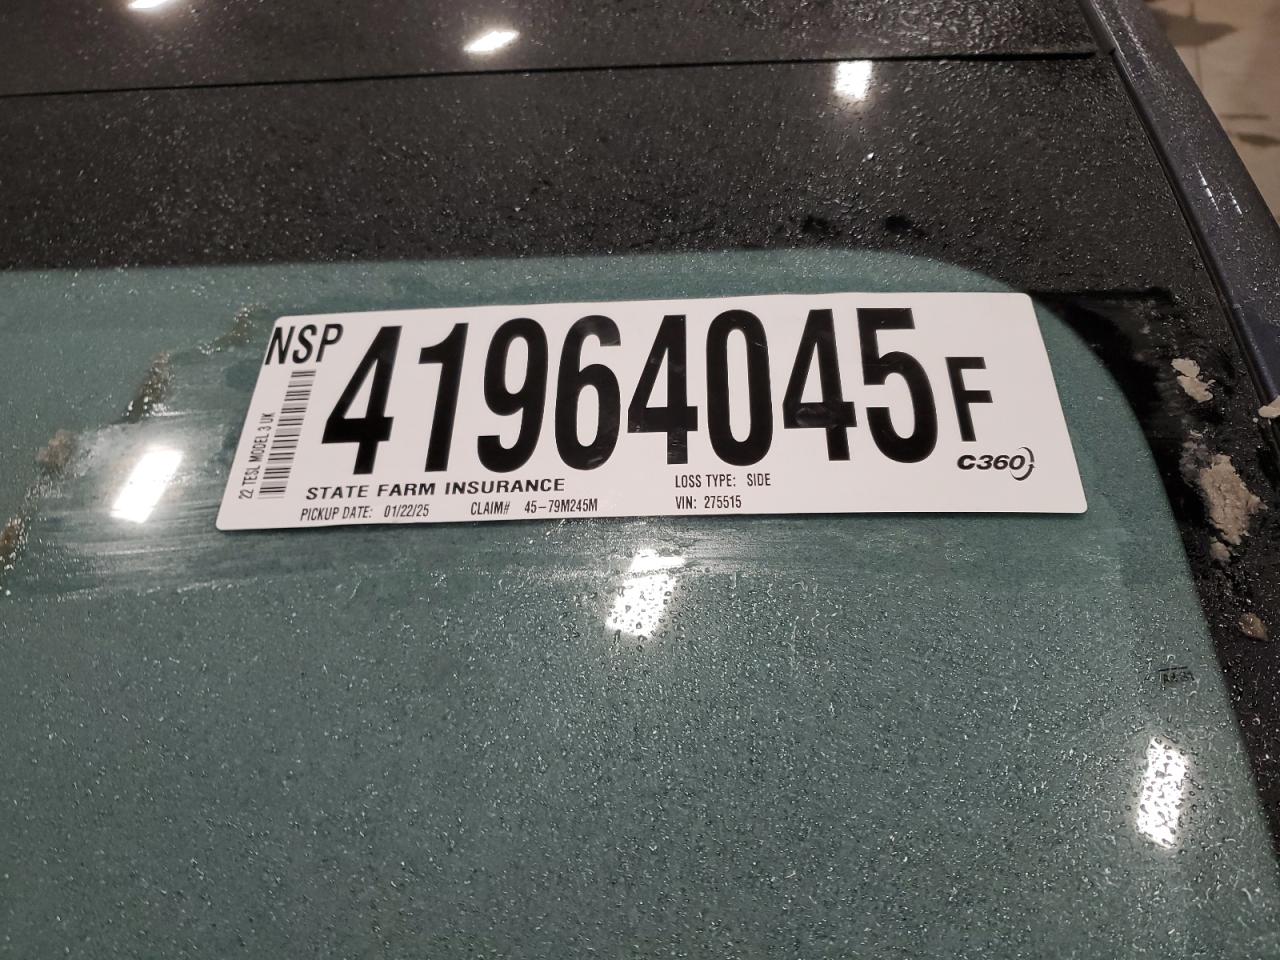 NSP
41964045 F
22 TESL MODEL 3 UK
C360
STATE FARM INSURANCE
LOSS TYPE: SIDE
PICKUP DATE: 01/22/25 CLAIM# 45-79M245M
VIN: 275515